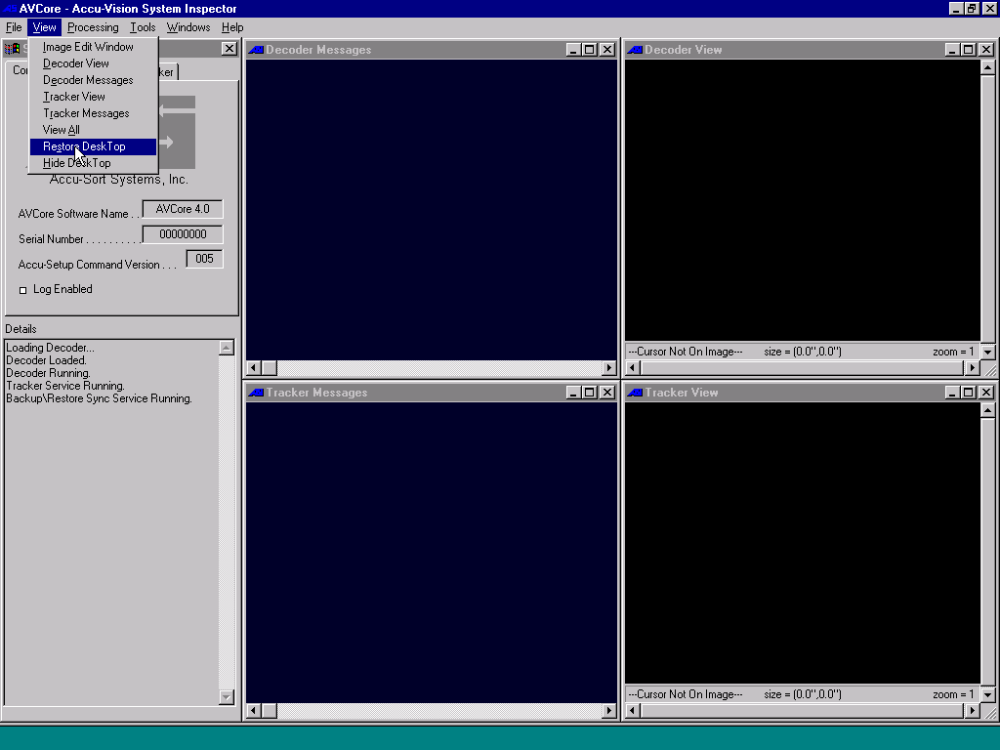 AVCore - Accu-Vision System Inspector
File View Processing Tools Windows Help
Image Edit Window
Decoder View
Decoder Messages
Tracker View
Tracker Messages
View All
Restore DeskTop
Hide DeskTop
Accu-Sort Systems, Inc.
AVCore Software Name . . AVCore 4.0
Serial Number . . . . . . . . . . 00000000
Accu-Setup Command Version . . . 005
Log Enabled
Details
Loading Decoder...
Decoder Loaded.
Decoder Running.
Tracker Service Running.
Backup\Restore Sync Service Running.
Decoder Messages
Decoder View
---Cursor Not On Image--- size = (0.0",0.0") zoom = 1
Tracker Messages
Tracker View
---Cursor Not On Image--- size = (0.0",0.0") zoom = 1